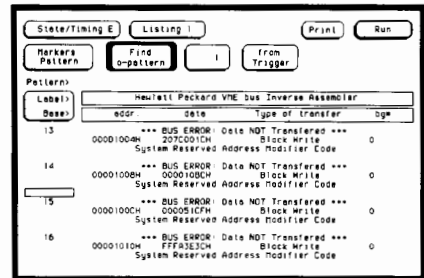 State/Timing E Listing 1 Print Run
Markers Pattern Find o-pattern 1 from Trigger
Pattern>
Label> Hewlett Packard VME bus Inverse Assembler
Base> addr data Type of transfer bg#
13 *** BUS ERROR: Data NOT Transfered ***
00001004H 207C001CH Block Write 0
System Reserved Address Modifier Code
14 *** BUS ERROR: Data NOT Transfered ***
00001008H 000010BCH Block Write 0
System Reserved Address Modifier Code
15 *** BUS ERROR: Data NOT Transfered ***
0000100CH 000051CFH Block Write 0
System Reserved Address Modifier Code
16 *** BUS ERROR: Data NOT Transfered ***
00001010H FFFA3E3CH Block Write 0
System Reserved Address Modifier Code